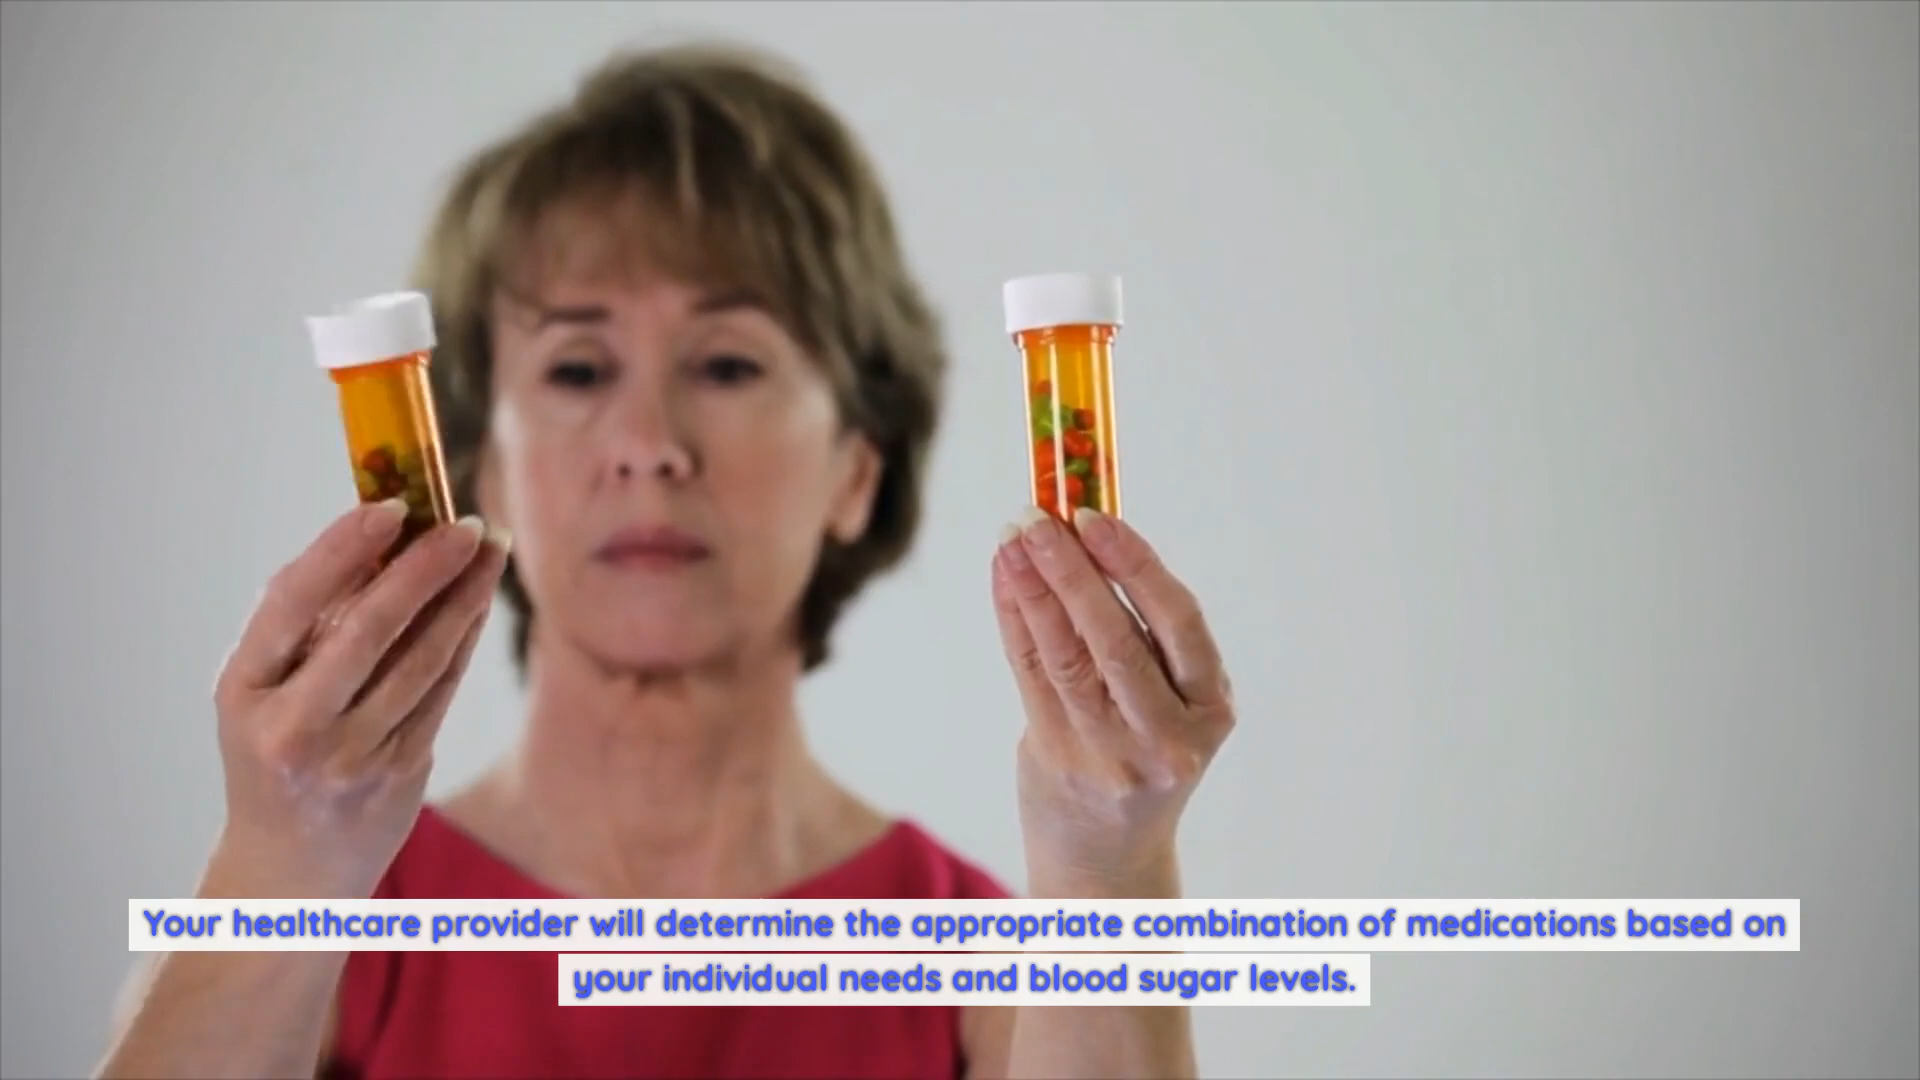 Your healthcare provider will determine the appropriate combination of medications based on
your individual needs and blood sugar levels.